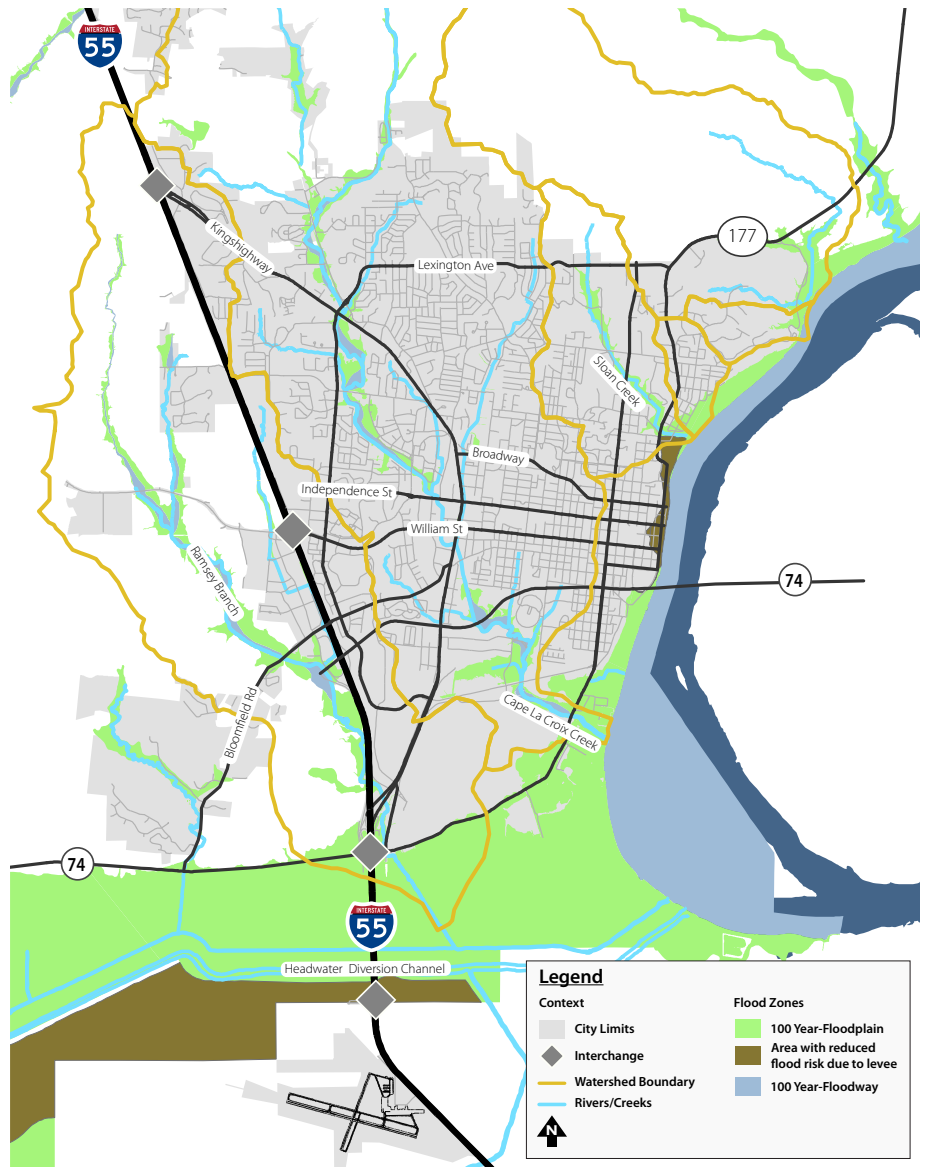 INTERSTATE
55
177
Kingshighway
Lexington Ave
Sloan Creek
Broadway
Independence St
William St
Ramsey Branch
74
Bloomfield Rd
Cape La Croix Creek
74
INTERSTATE
55
Headwater Diversion Channel
Legend
Context
City Limits
Interchange
Watershed Boundary
Rivers/Creeks
N
Flood Zones
100 Year-Floodplain
Area with reduced
flood risk due to levee
100 Year-Floodway